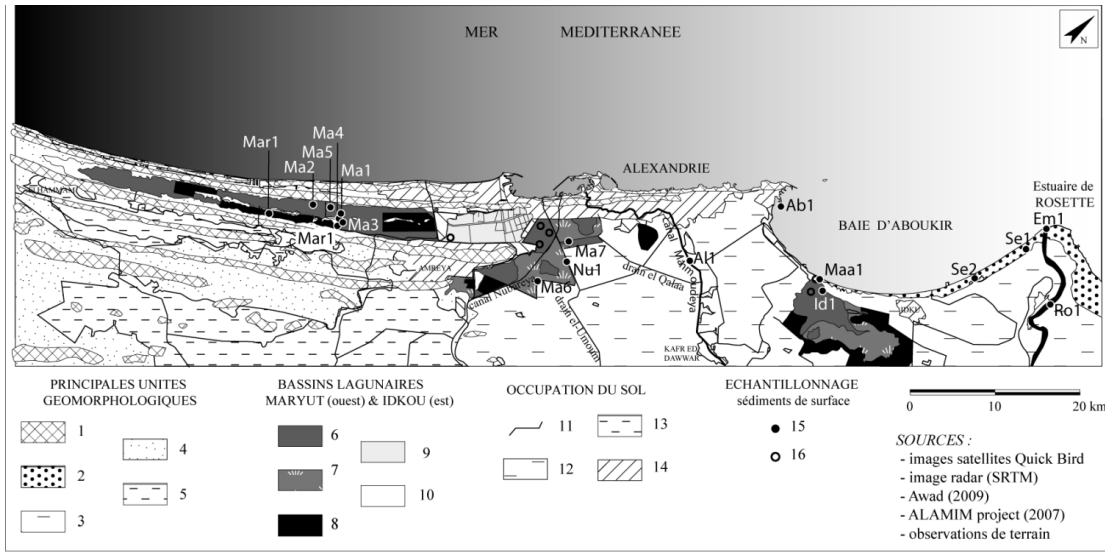 MER MEDITERRANEE
N
Mar1
Ma2
Ma5
Ma4
Ma1
Ma3
Mar1
ELHAMMAM
AMREYA
ALEXANDRIE
canal Nubareya
drain el-Umoum
drain el Qalaa
canal Mahmoudeya
Ma7
Nu1
Ma6
Al1
KAFR ED
DAWWAR
Ab1
BAIE D'ABOUKIR
Maa1
Id1
IDKU
Se2
Se1
Em1
Ro1
Estuaire de
ROSETTE
PRINCIPALES UNITES
GEOMORPHOLOGIQUES
1
2
3
4
5
BASSINS LAGUNAIRES
MARYUT (ouest) & IDKOU (est)
6
7
8
9
10
OCCUPATION DU SOL
11
12
13
14
ECHANTILLONNAGE
sédiments de surface
15
16
0 10 20 km
SOURCES :
- images satellites Quick Bird
- image radar (SRTM)
- Awad (2009)
- ALAMIM project (2007)
- observations de terrain